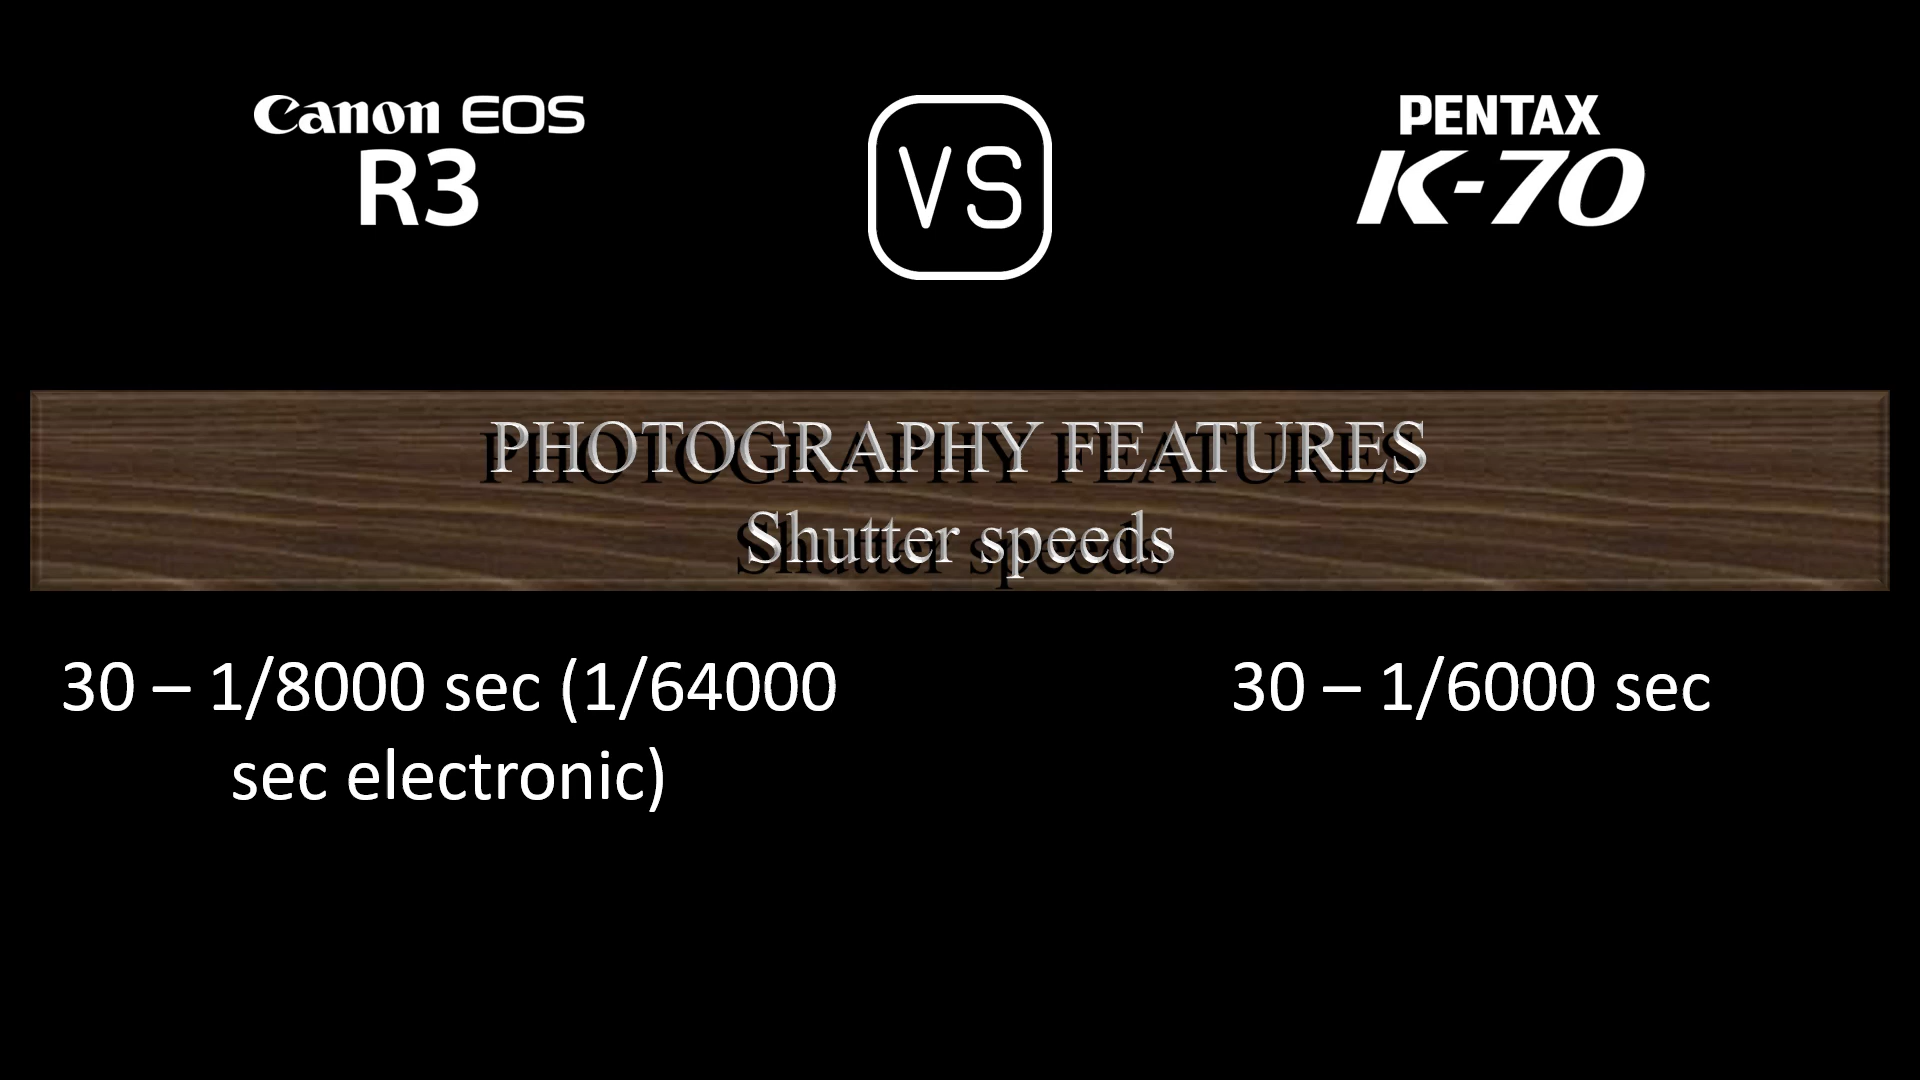 Canon EOS
R3
VS
PENTAX
K-70
PHOTOGRAPHY FEATURES
Shutter speeds
30 – 1/8000 sec (1/64000
sec electronic)
30 – 1/6000 sec